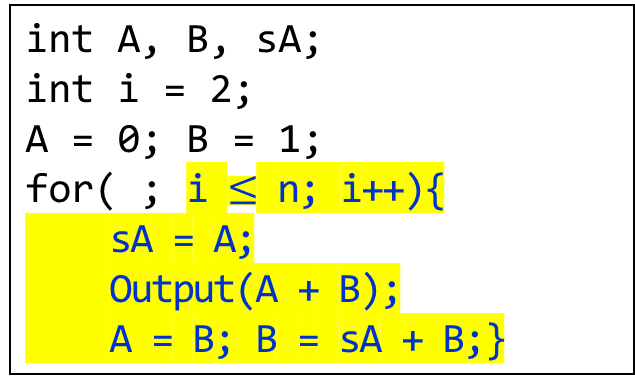 int A, B, sA;
int i = 2;
A = 0; B = 1;
for( ; i ≤ n; i++){
sA = A;
Output(A + B);
A = B; B = sA + B;}